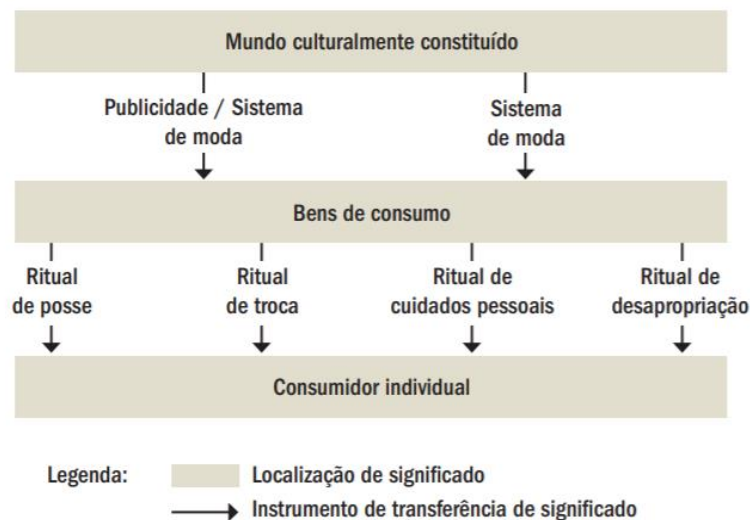 Mundo culturalmente constituído
Publicidade / Sistema
de moda
Sistema
de moda
Bens de consumo
Ritual
de posse
Ritual
de troca
Ritual de
cuidados pessoais
Ritual de
desapropriação
Consumidor individual
Legenda:
Localização de significado
Instrumento de transferência de significado